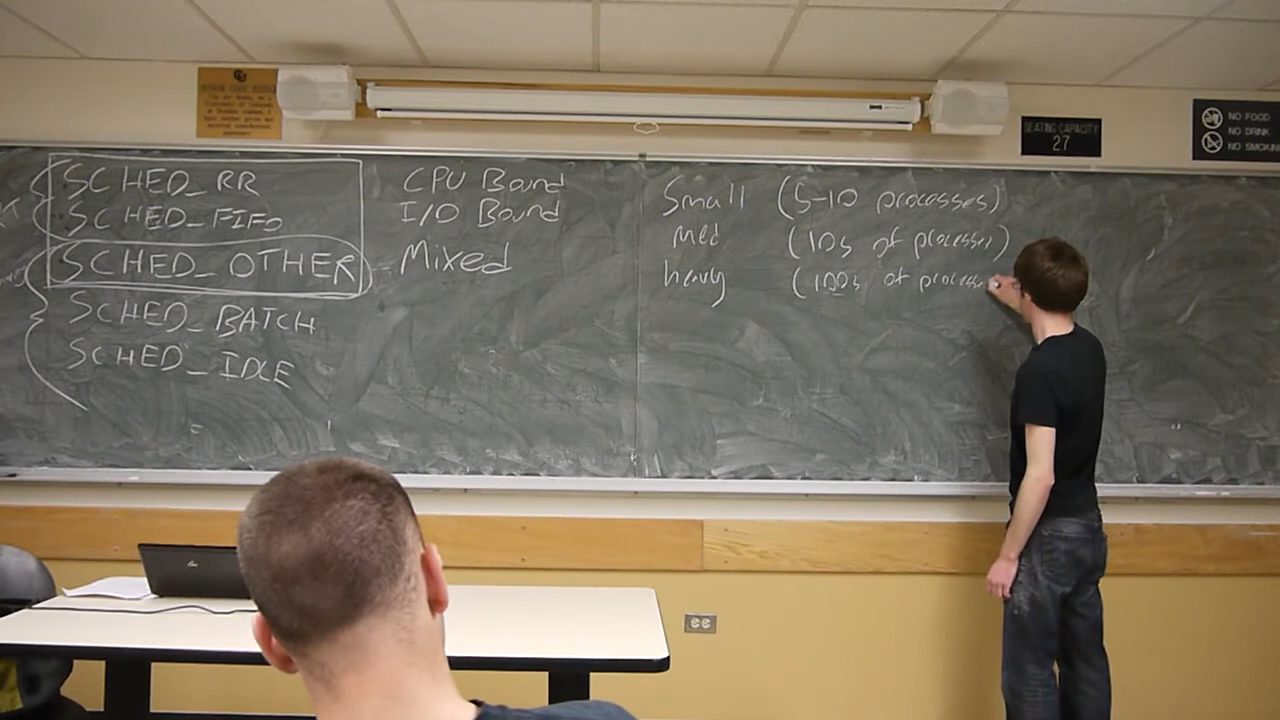 SCHED_RR
SCHED_FIFO
SCHED_OTHER
SCHED_BATCH
SCHED_IDLE
CPU Bound
I/O Bound
Mixed
Small (5-10 processes)
Med (10s of processes)
heavy (100s of process
SEATING CAPACITY
27
NO FOOD
NO DRINK
NO SMOKIN